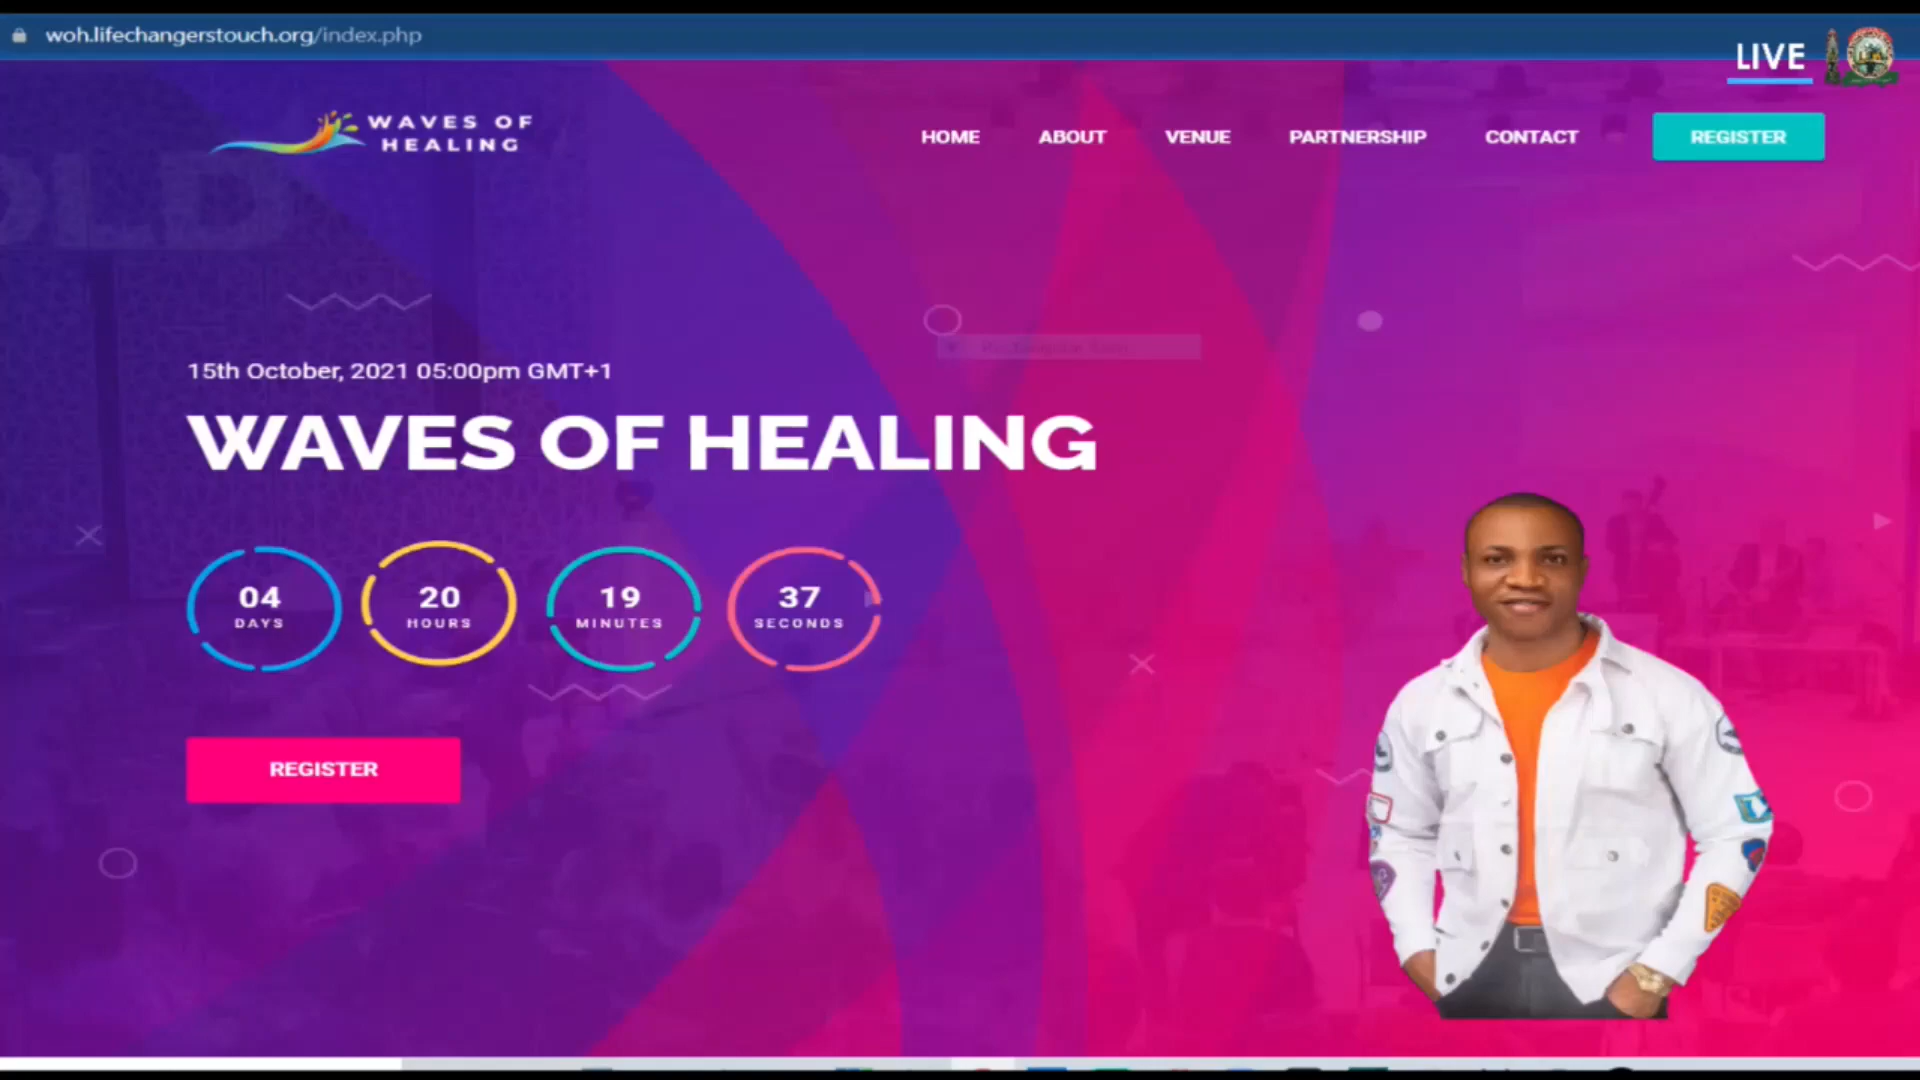 woh.lifechangerstouch.org/index.php
LIVE
WAVES OF
HEALING
HOME
ABOUT
VENUE
PARTNERSHIP
CONTACT
REGISTER
15th October, 2021 05:00pm GMT+1
WAVES OF HEALING
04
DAYS
20
HOURS
19
MINUTES
37
SECONDS
REGISTER